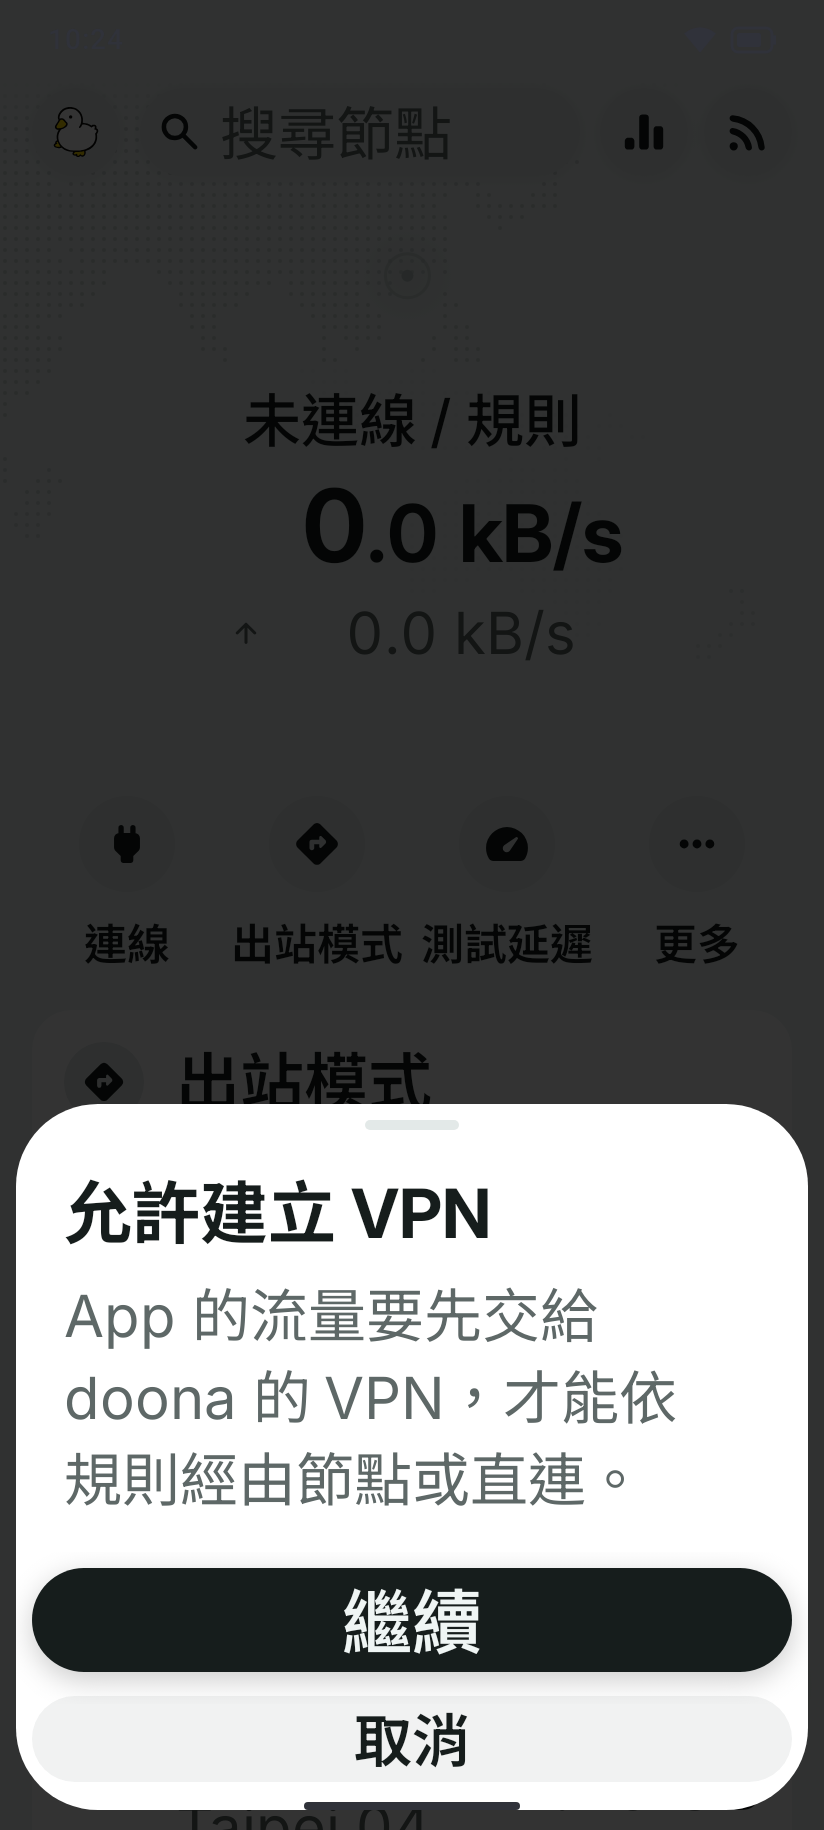 搜尋節點
未連線 / 規則
0.0 kB/s
0.0 kB/s
連線
出站模式
測試延遲
更多
出站模式
允許建立 VPN
App 的流量要先交給
doona 的 VPN，才能依
規則經由節點或直連。
繼續
取消
Taipei 04